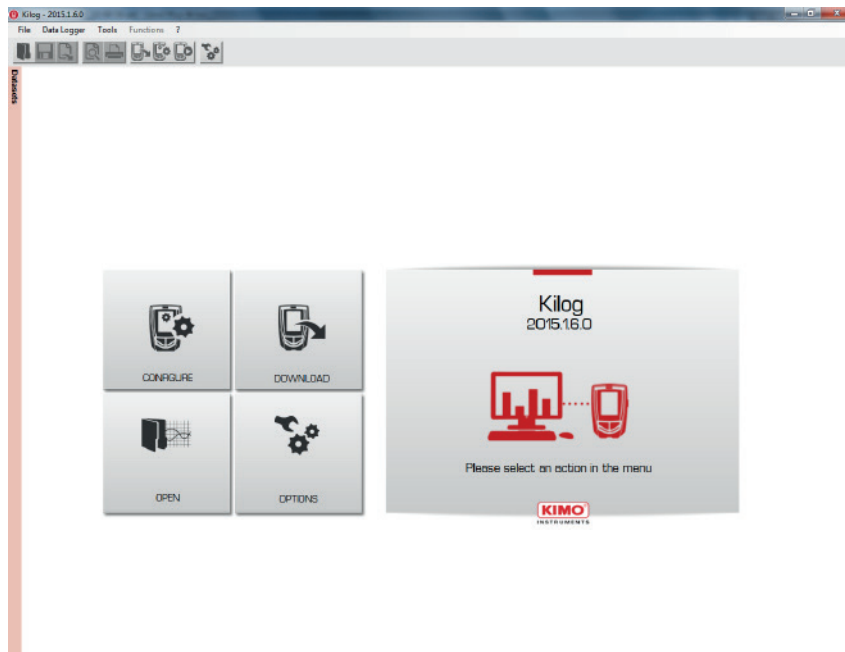 Kilog - 2015.1.6.0
File Data Logger Tools Functions ?
Datasets
Kilog
2015.1.6.0
CONFIGURE DOWNLOAD
Please select an action in the menu
OPEN OPTIONS
KIMO
INSTRUMENTS